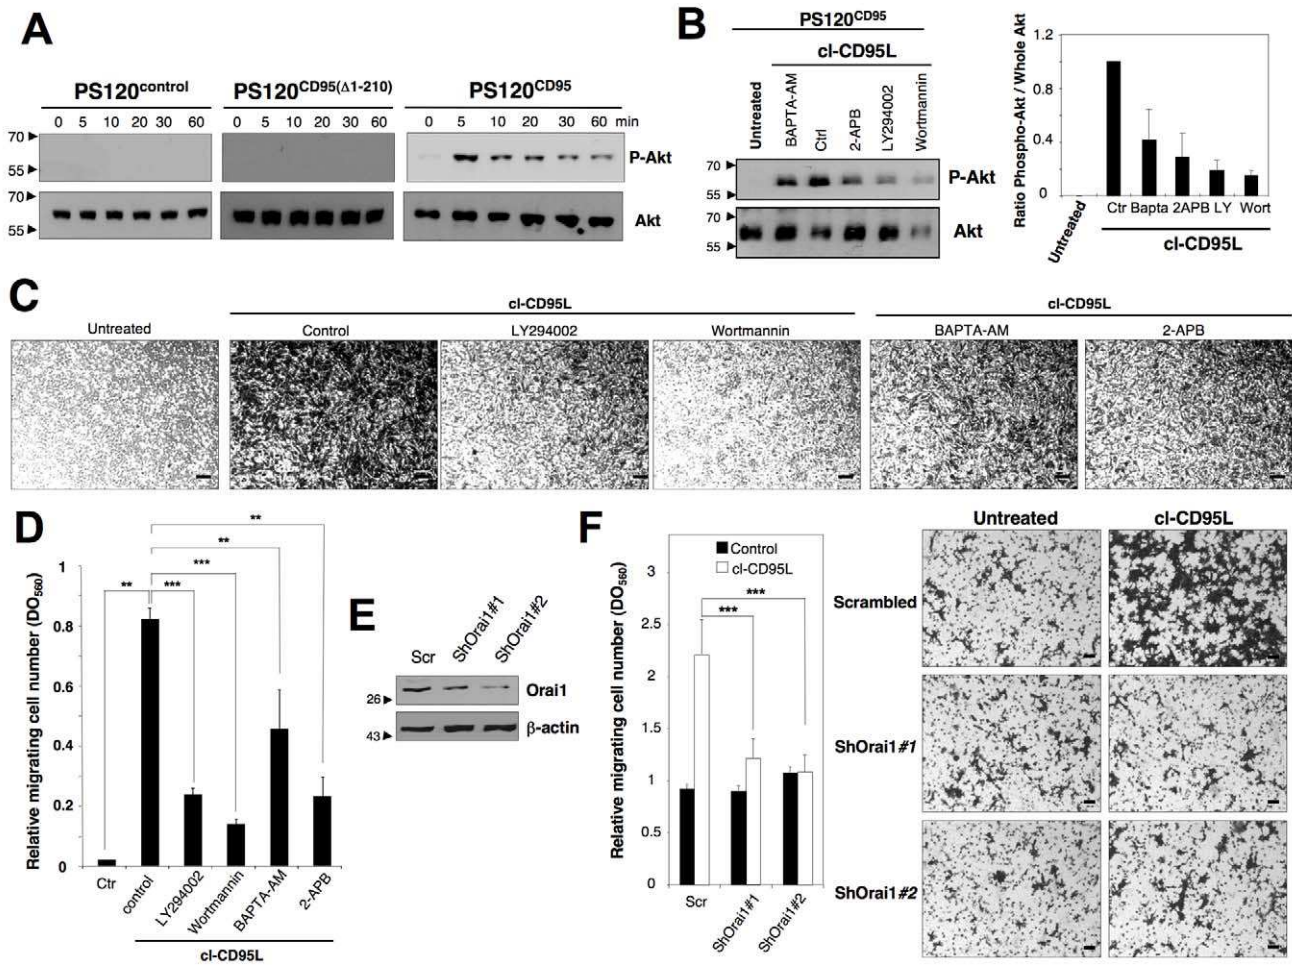 A
PS120control
PS120CD95(Δ1-210)
PS120CD95
0 5 10 20 30 60
0 5 10 20 30 60
0 5 10 20 30 60 min
70
55
P-Akt
70
55
Akt
B
PS120CD95
cl-CD95L
Untreated
BAPTA-AM
Ctrl
2-APB
LY294002
Wortmannin
70
55
P-Akt
70
55
Akt
Ratio Phospho-Akt / Whole Akt
1.2
0.8
0.4
0
Untreated
Ctr Bapta 2APB LY Wort
cl-CD95L
C
cl-CD95L
cl-CD95L
Untreated
Control
LY294002
Wortmannin
BAPTA-AM
2-APB
D
Relative migrating cell number (DO560)
1
0.8
0.6
0.4
0.2
0
**
***
***
**
**
Ctr
control
LY294002
Wortmannin
BAPTA-AM
2-APB
cl-CD95L
E
Scr
ShOrai1#1
ShOrai1#2
26
Orai1
43
β-actin
F
Relative migrating cell number (DO560)
Control
cl-CD95L
3
2.5
2
1.5
1
0.5
0
***
***
Scr
ShOrai1#1
ShOrai1#2
Untreated
cl-CD95L
Scrambled
ShOrai1#1
ShOrai1#2